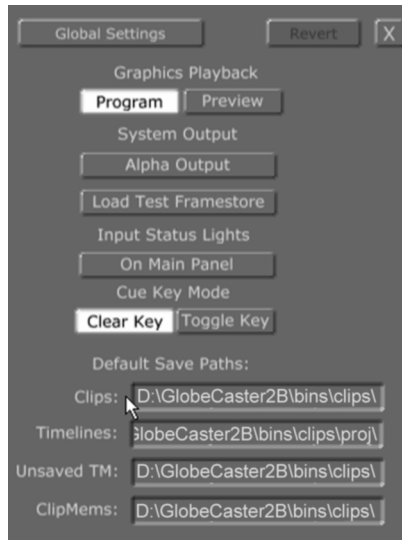 Global Settings Revert X
Graphics Playback
Program Preview
System Output
Alpha Output
Load Test Framestore
Input Status Lights
On Main Panel
Cue Key Mode
Clear Key Toggle Key
Default Save Paths:
Clips: D:\GlobeCaster2B\bins\clips\
Timelines: GlobeCaster2B\bins\clips\proj\
Unsaved TM: D:\GlobeCaster2B\bins\clips\
ClipMems: D:\GlobeCaster2B\bins\clips\